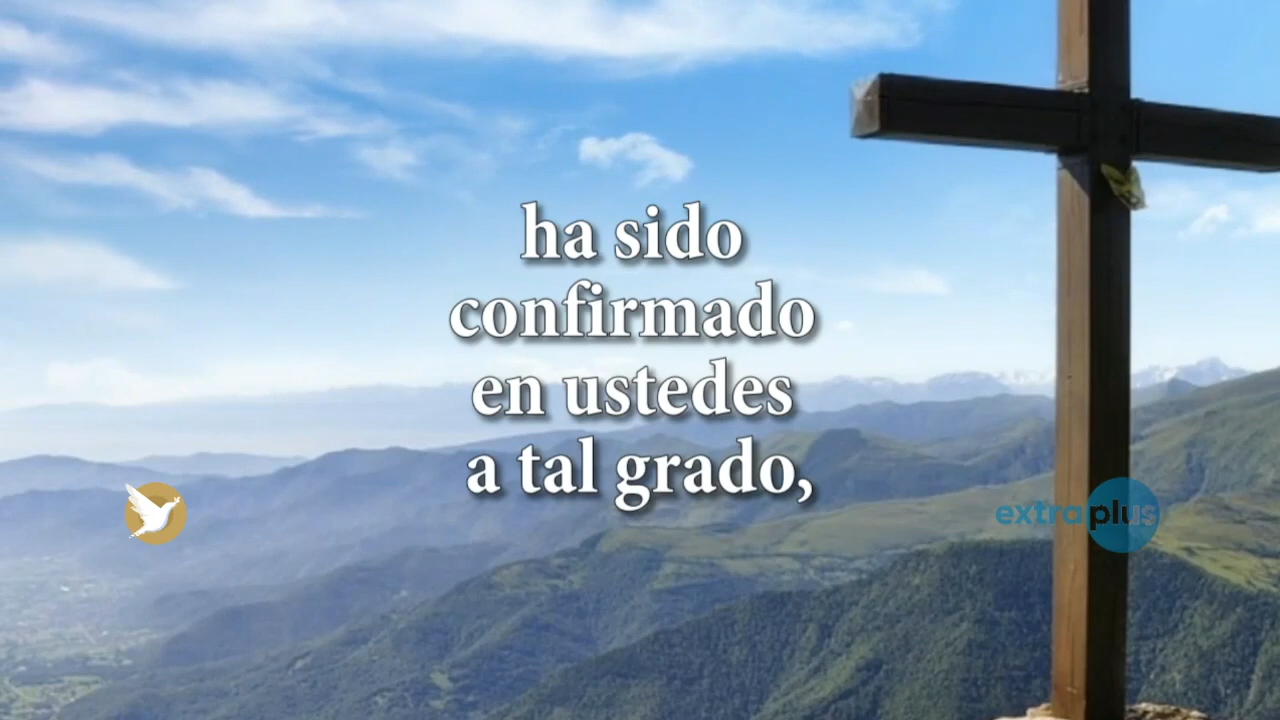 ha sido
confirmado
en ustedes
a tal grado,
extraplus